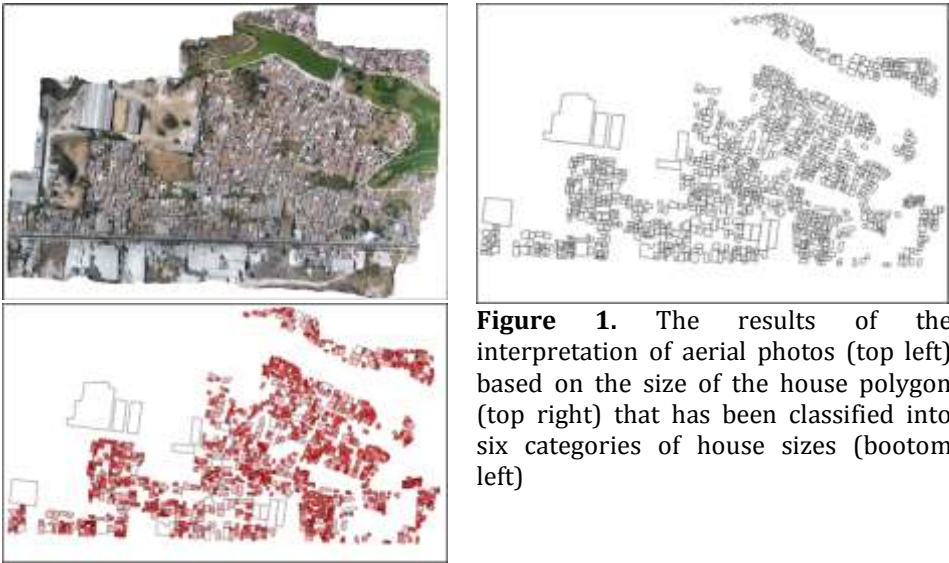 Figure 1. The results of the
interpretation of aerial photos (top left)
based on the size of the house polygon
(top right) that has been classified into
six categories of house sizes (bootom
left)